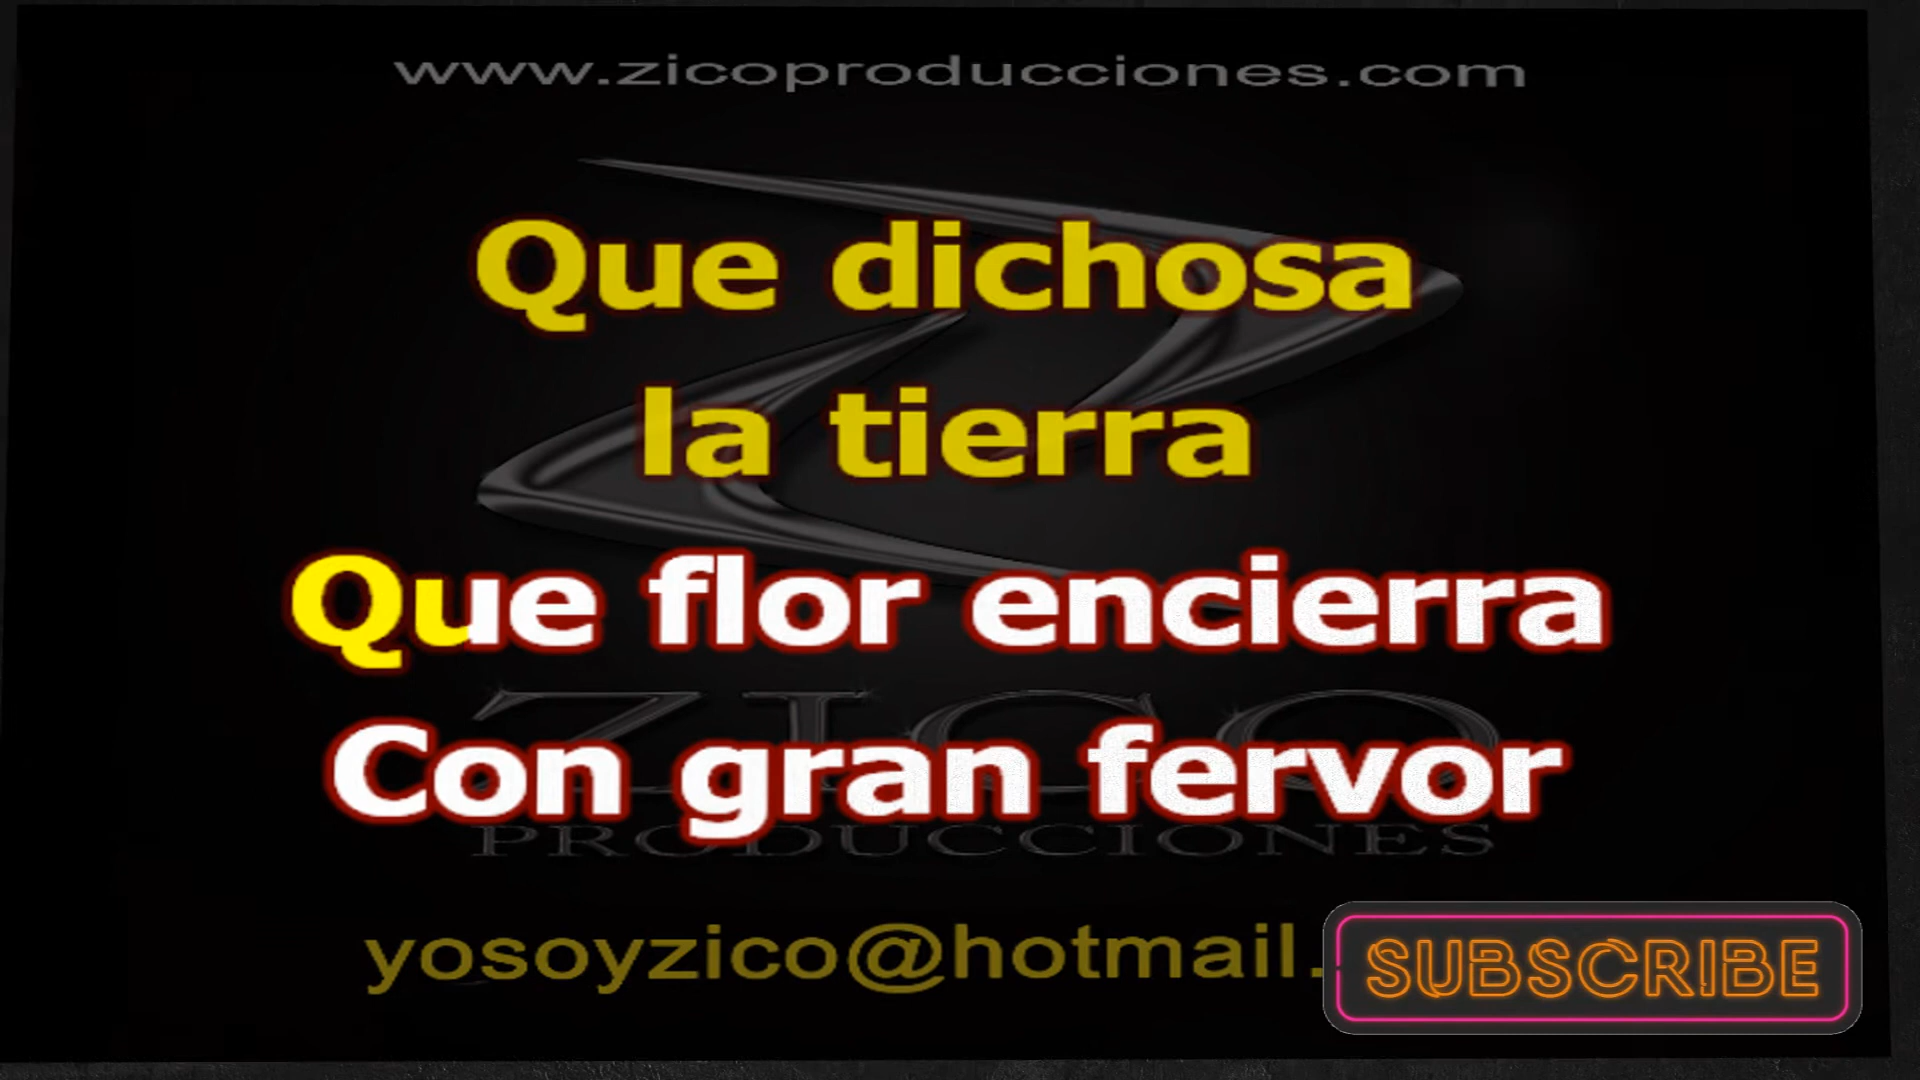 www.zicoproducciones.com
Que dichosa
la tierra
Que flor encierra
Con gran fervor
ZICO
PRODUCCIONES
yosoyzico@hotmail.
SUBSCRIBE